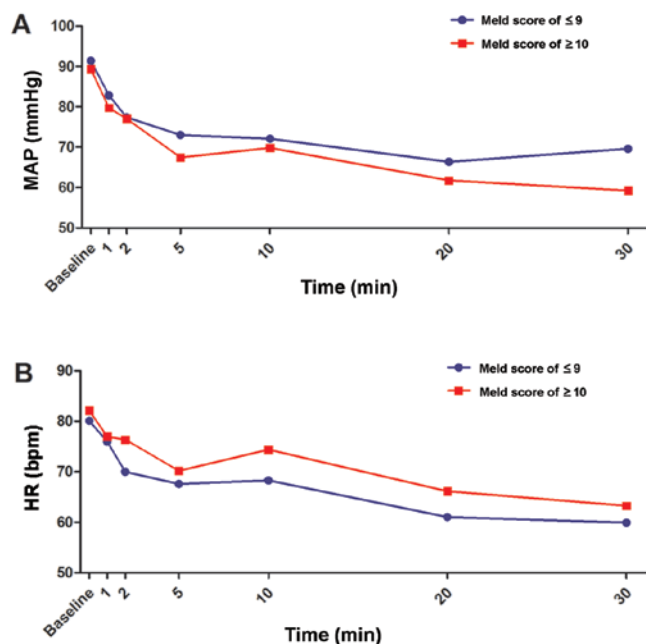 A
Meld score of ≤ 9
Meld score of ≥ 10
MAP (mmHg)
100
90
80
70
60
50
Baseline
1
2
5
10
20
30
Time (min)
B
Meld score of ≤ 9
Meld score of ≥ 10
HR (bpm)
90
80
70
60
50
Baseline
1
2
5
10
20
30
Time (min)